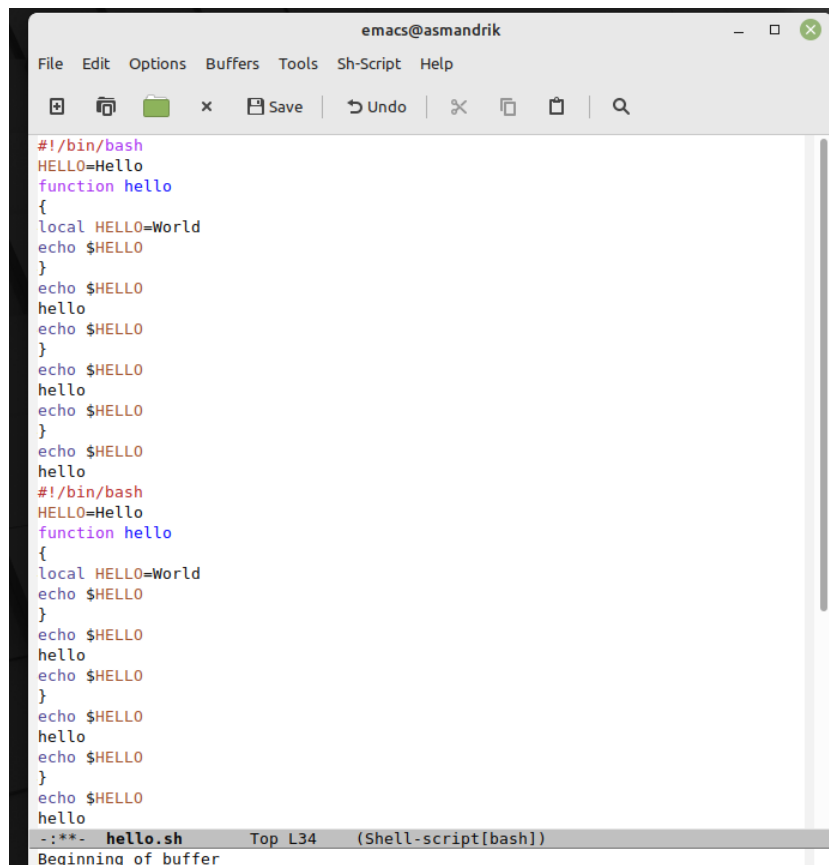 emacs@asmandrik
File Edit Options Buffers Tools Sh-Script Help
Save Undo
#!/bin/bash
HELLO=Hello
function hello
{
local HELLO=World
echo $HELLO
}
echo $HELLO
hello
echo $HELLO
}
echo $HELLO
hello
echo $HELLO
}
echo $HELLO
hello
#!/bin/bash
HELLO=Hello
function hello
{
local HELLO=World
echo $HELLO
}
echo $HELLO
hello
echo $HELLO
}
echo $HELLO
hello
echo $HELLO
}
echo $HELLO
hello
-:**- hello.sh Top L34 (Shell-script[bash])
Beginning of buffer